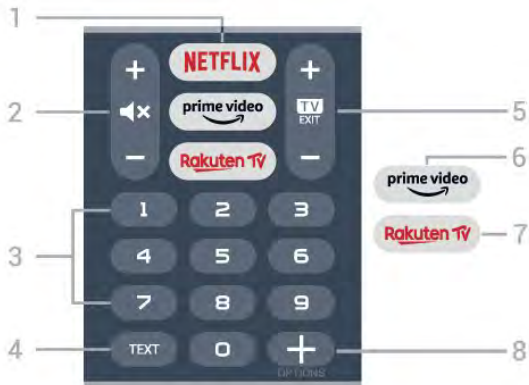 1
NETFLIX
2
prime video
TV
EXIT
5
Rakuten TV
6
prime video
Rakuten TV
7
3
1 2 3
4 5 6
7 8 9
4
TEXT 0
OPTIONS
8